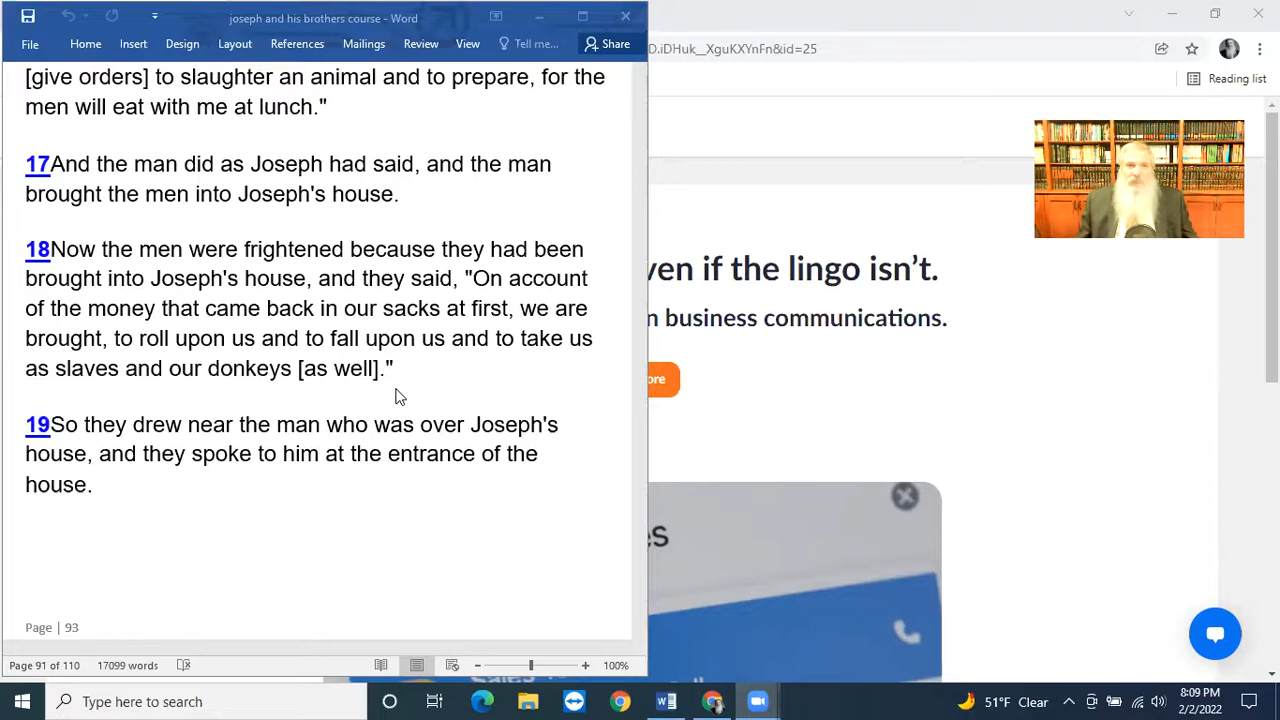 joseph and his brothers course - Word
File Home Insert Design Layout References Mailings Review View Tell me... Share
[give orders] to slaughter an animal and to prepare, for the
men will eat with me at lunch."
17And the man did as Joseph had said, and the man
brought the men into Joseph's house.
18Now the men were frightened because they had been
brought into Joseph's house, and they said, "On account
of the money that came back in our sacks at first, we are
brought, to roll upon us and to fall upon us and to take us
as slaves and our donkeys [as well]."
19So they drew near the man who was over Joseph's
house, and they spoke to him at the entrance of the
house.
Page | 93
Page 91 of 110 17099 words
100%
D.iDHuk__XguKXYnFn&id=25
Reading list
ven if the lingo isn't.
n business communications.
ore
es
Type here to search
51°F Clear
8:09 PM
2/2/2022